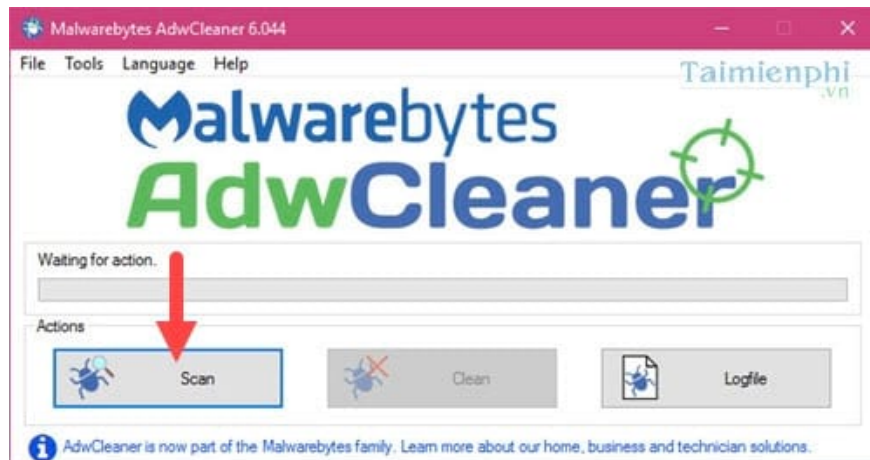 Malwarebytes AdwCleaner 6.044
File Tools Language Help
Taimienphi
.vn
Malwarebytes
AdwCleaner
Waiting for action.
Actions
Scan Clean Logfile
AdwCleaner is now part of the Malwarebytes family. Learn more about our home, business and technician solutions.